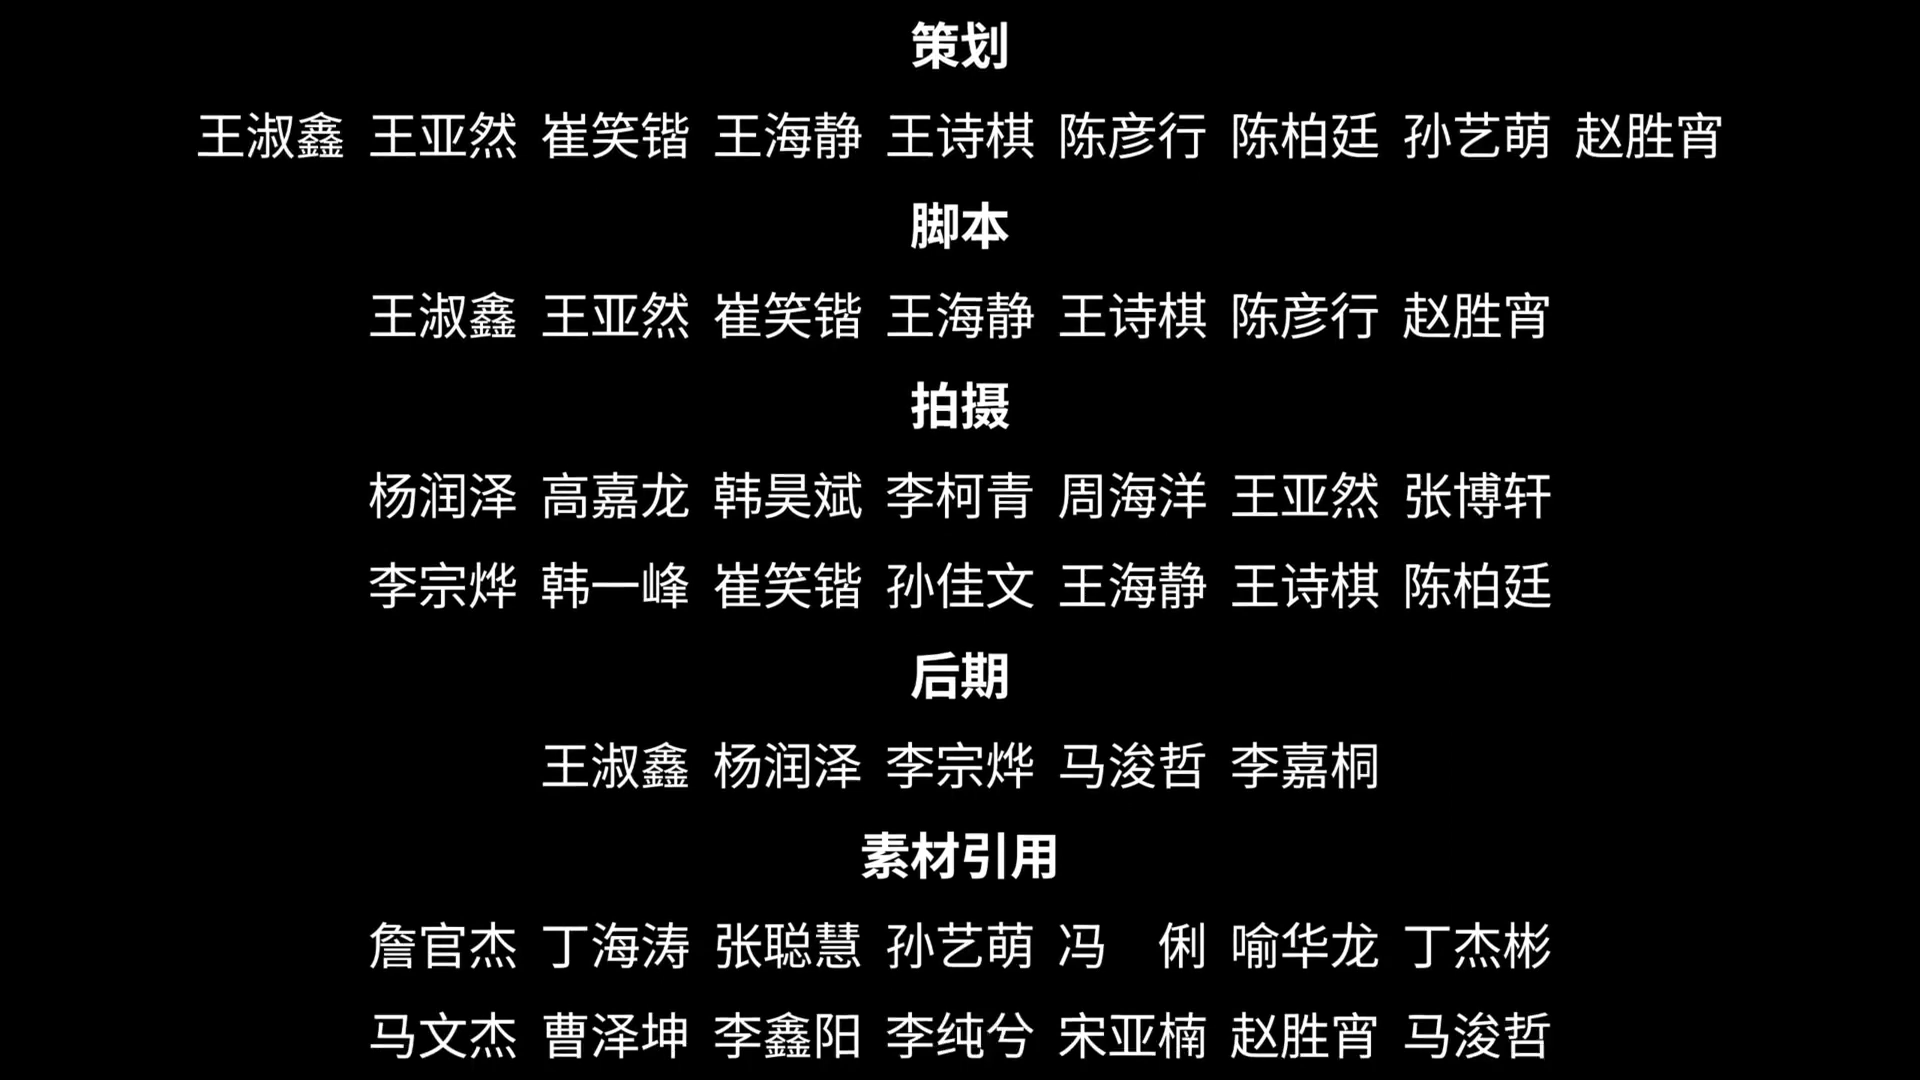 策划
王淑鑫 王亚然 崔笑锴 王海静 王诗棋 陈彦行 陈柏廷 孙艺萌 赵胜宵
脚本
王淑鑫 王亚然 崔笑锴 王海静 王诗棋 陈彦行 赵胜宵
拍摄
杨润泽 高嘉龙 韩昊斌 李柯青 周海洋 王亚然 张博轩
李宗烨 韩一峰 崔笑锴 孙佳文 王海静 王诗棋 陈柏廷
后期
王淑鑫 杨润泽 李宗烨 马浚哲 李嘉桐
素材引用
詹官杰 丁海涛 张聪慧 孙艺萌 冯　俐 喻华龙 丁杰彬
马文杰 曹泽坤 李鑫阳 李纯兮 宋亚楠 赵胜宵 马浚哲